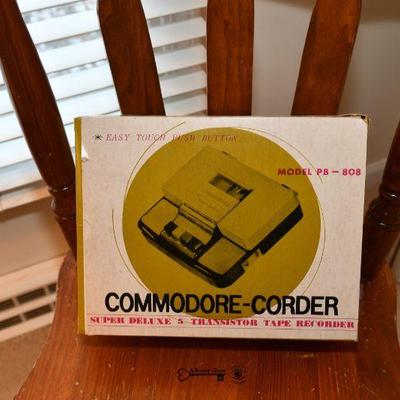 * EASY TOUCH PUSH BUTTON
MODEL PB-808
COMMODORE-CORDER
SUPER DELUXE 5-TRANSISTOR TAPE RECORDER